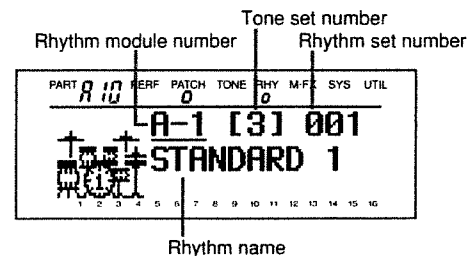 Tone set number
Rhythm module number
Rhythm set number
PART A10 PERF PATCH TONE RHY M-FX SYS UTIL
0 0
A-1 [3] 001
STANDARD 1
1
1 2 3 4 5 6 7 8 9 10 11 12 13 14 15 16
Rhythm name